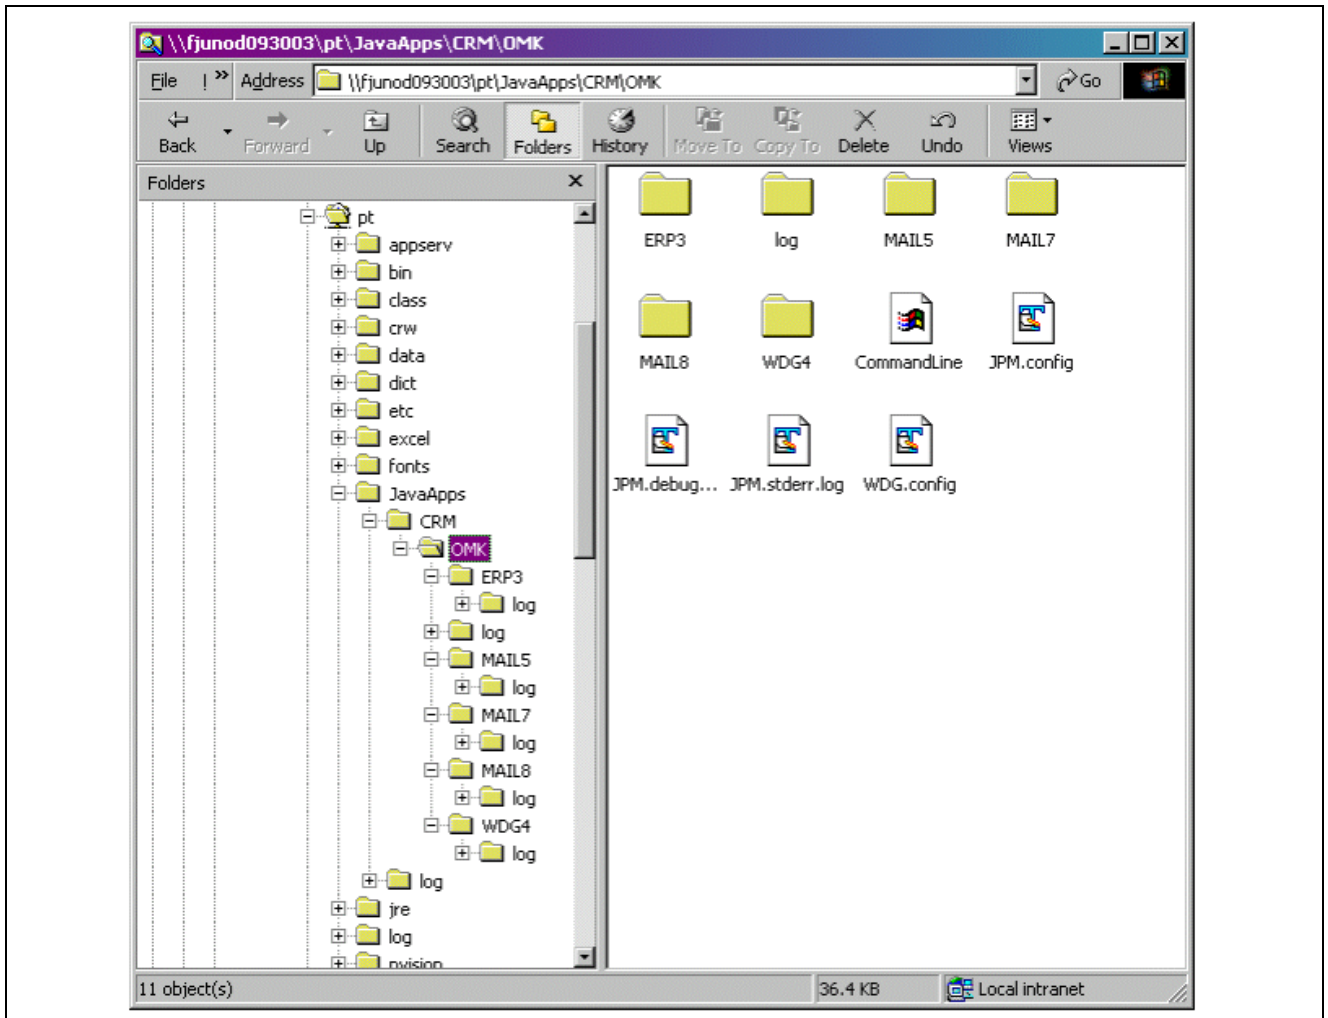 \\fjunod093003\pt\JavaApps\CRM\OMK
File » Address \\fjunod093003\pt\JavaApps\CRM\OMK Go
Back Forward Up Search Folders History Move To Copy To Delete Undo Views
Folders
pt
appserv
bin
class
crw
data
dict
etc
excel
fonts
JavaApps
CRM
OMK
ERP3
log
log
MAIL5
log
MAIL7
log
MAIL8
log
WDG4
log
log
jre
log
nvision
ERP3 log MAIL5 MAIL7
MAIL8 WDG4 CommandLine JPM.config
JPM.debug... JPM.stderr.log WDG.config
11 object(s) 36.4 KB Local intranet